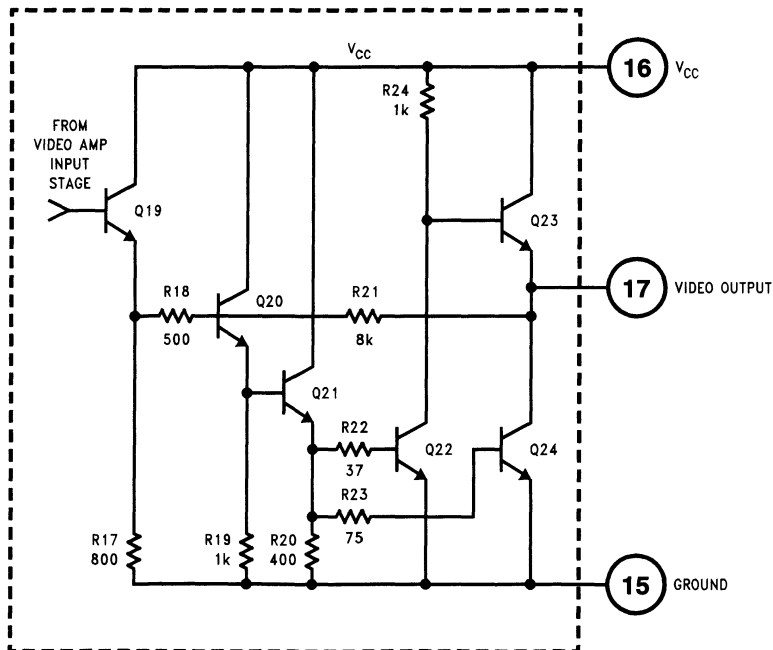 V_CC
16
V_CC
R24
1k
FROM
VIDEO AMP
INPUT
STAGE
Q19
Q23
17
VIDEO OUTPUT
R18
500
Q20
R21
8k
Q21
R22
37
Q22
Q24
R23
75
R17
800
R19
1k
R20
400
15
GROUND